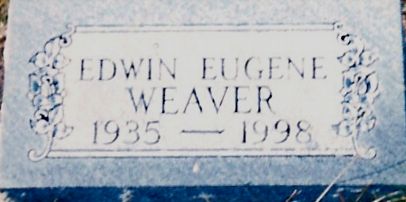 EDWIN EUGENE
WEAVER
1935 — 1998